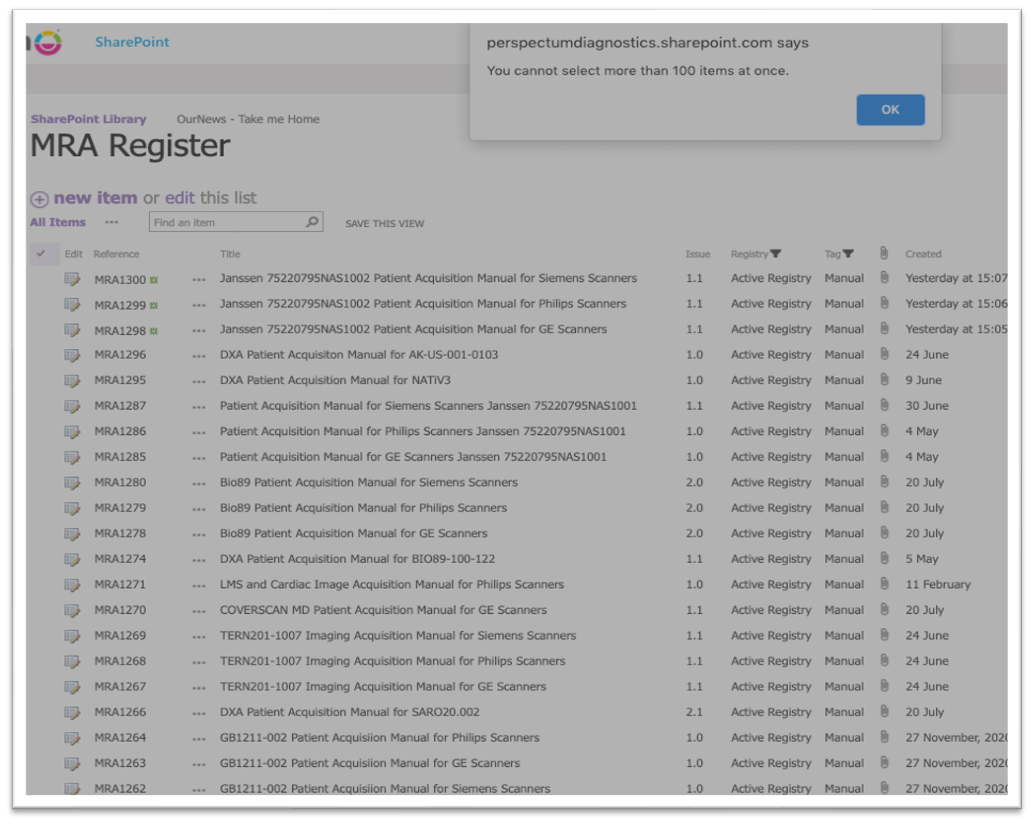 SharePoint
perspectumdiagnostics.sharepoint.com says
You cannot select more than 100 items at once.
OK
SharePoint Library OurNews - Take me Home
MRA Register
new item or edit this list
All Items ... Find an item SAVE THIS VIEW
Edit Reference Title Issue Registry Tag Created
MRA1300 ... Janssen 75220795NAS1002 Patient Acquisition Manual for Siemens Scanners 1.1 Active Registry Manual Yesterday at 15:07
MRA1299 ... Janssen 75220795NAS1002 Patient Acquisition Manual for Philips Scanners 1.1 Active Registry Manual Yesterday at 15:06
MRA1298 ... Janssen 75220795NAS1002 Patient Acquisition Manual for GE Scanners 1.1 Active Registry Manual Yesterday at 15:05
MRA1296 ... DXA Patient Acquisiton Manual for AK-US-001-0103 1.0 Active Registry Manual 24 June
MRA1295 ... DXA Patient Acquisition Manual for NATiV3 1.0 Active Registry Manual 9 June
MRA1287 ... Patient Acquisition Manual for Siemens Scanners Janssen 75220795NAS1001 1.1 Active Registry Manual 30 June
MRA1286 ... Patient Acquisition Manual for Philips Scanners Janssen 75220795NAS1001 1.0 Active Registry Manual 4 May
MRA1285 ... Patient Acquisition Manual for GE Scanners Janssen 75220795NAS1001 1.0 Active Registry Manual 4 May
MRA1280 ... Bio89 Patient Acquisition Manual for Siemens Scanners 2.0 Active Registry Manual 20 July
MRA1279 ... Bio89 Patient Acquisition Manual for Philips Scanners 2.0 Active Registry Manual 20 July
MRA1278 ... Bio89 Patient Acquisition Manual for GE Scanners 2.0 Active Registry Manual 20 July
MRA1274 ... DXA Patient Acquisition Manual for BIO89-100-122 1.1 Active Registry Manual 5 May
MRA1271 ... LMS and Cardiac Image Acquisition Manual for Philips Scanners 1.0 Active Registry Manual 11 February
MRA1270 ... COVERSCAN MD Patient Acquisition Manual for GE Scanners 1.1 Active Registry Manual 20 July
MRA1269 ... TERN201-1007 Imaging Acquisition Manual for Siemens Scanners 1.1 Active Registry Manual 24 June
MRA1268 ... TERN201-1007 Imaging Acquisition Manual for Philips Scanners 1.1 Active Registry Manual 24 June
MRA1267 ... TERN201-1007 Imaging Acquisition Manual for GE Scanners 1.1 Active Registry Manual 24 June
MRA1266 ... DXA Patient Acquisition Manual for SARO20.002 2.1 Active Registry Manual 20 July
MRA1264 ... GB1211-002 Patient Acquisiion Manual for Philips Scanners 1.0 Active Registry Manual 27 November, 2020
MRA1263 ... GB1211-002 Patient Acquisiion Manual for GE Scanners 1.0 Active Registry Manual 27 November, 2020
MRA1262 ... GB1211-002 Patient Acquisiion Manual for Siemens Scanners 1.0 Active Registry Manual 27 November, 2020